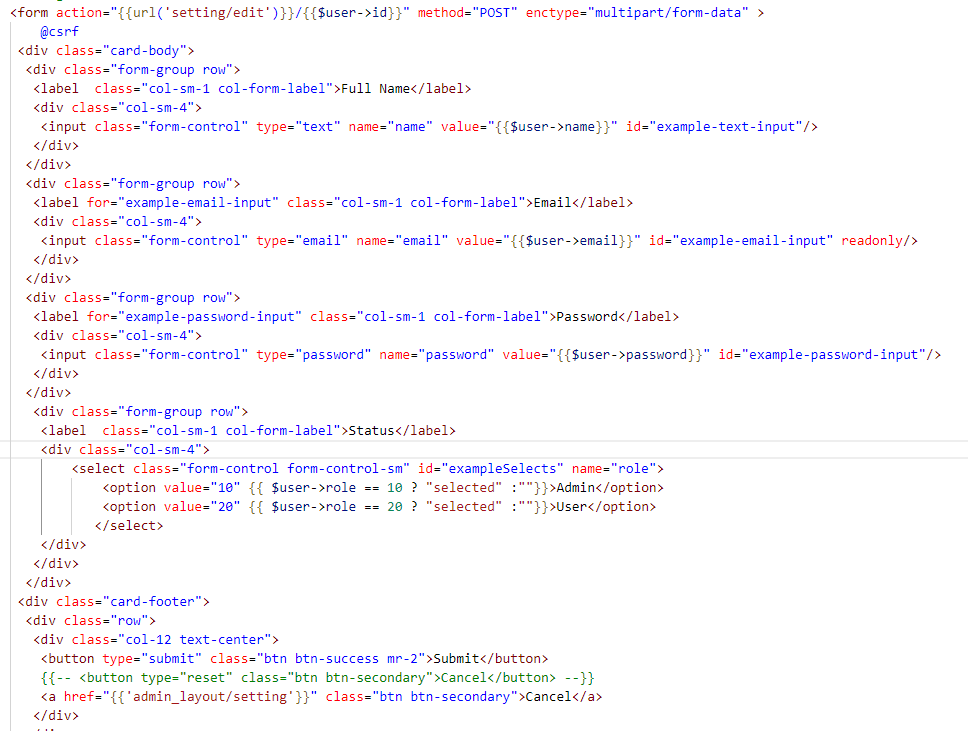 <form action="{{url('setting/edit')}}/{{$user->id}}" method="POST" enctype="multipart/form-data" >
@csrf
<div class="card-body">
<div class="form-group row">
<label  class="col-sm-1 col-form-label">Full Name</label>
<div class="col-sm-4">
<input class="form-control" type="text" name="name" value="{{$user->name}}" id="example-text-input"/>
</div>
</div>
<div class="form-group row">
<label for="example-email-input" class="col-sm-1 col-form-label">Email</label>
<div class="col-sm-4">
<input class="form-control" type="email" name="email" value="{{$user->email}}" id="example-email-input" readonly/>
</div>
</div>
<div class="form-group row">
<label for="example-password-input" class="col-sm-1 col-form-label">Password</label>
<div class="col-sm-4">
<input class="form-control" type="password" name="password" value="{{$user->password}}" id="example-password-input"/>
</div>
</div>
<div class="form-group row">
<label  class="col-sm-1 col-form-label">Status</label>
<div class="col-sm-4">
<select class="form-control form-control-sm" id="exampleSelects" name="role">
<option value="10" {{ $user->role == 10 ? "selected" :""}}>Admin</option>
<option value="20" {{ $user->role == 20 ? "selected" :""}}>User</option>
</select>
</div>
</div>
</div>
<div class="card-footer">
<div class="row">
<div class="col-12 text-center">
<button type="submit" class="btn btn-success mr-2">Submit</button>
{{-- <button type="reset" class="btn btn-secondary">Cancel</button> --}}
<a href="{{'admin_layout/setting'}}" class="btn btn-secondary">Cancel</a>
</div>